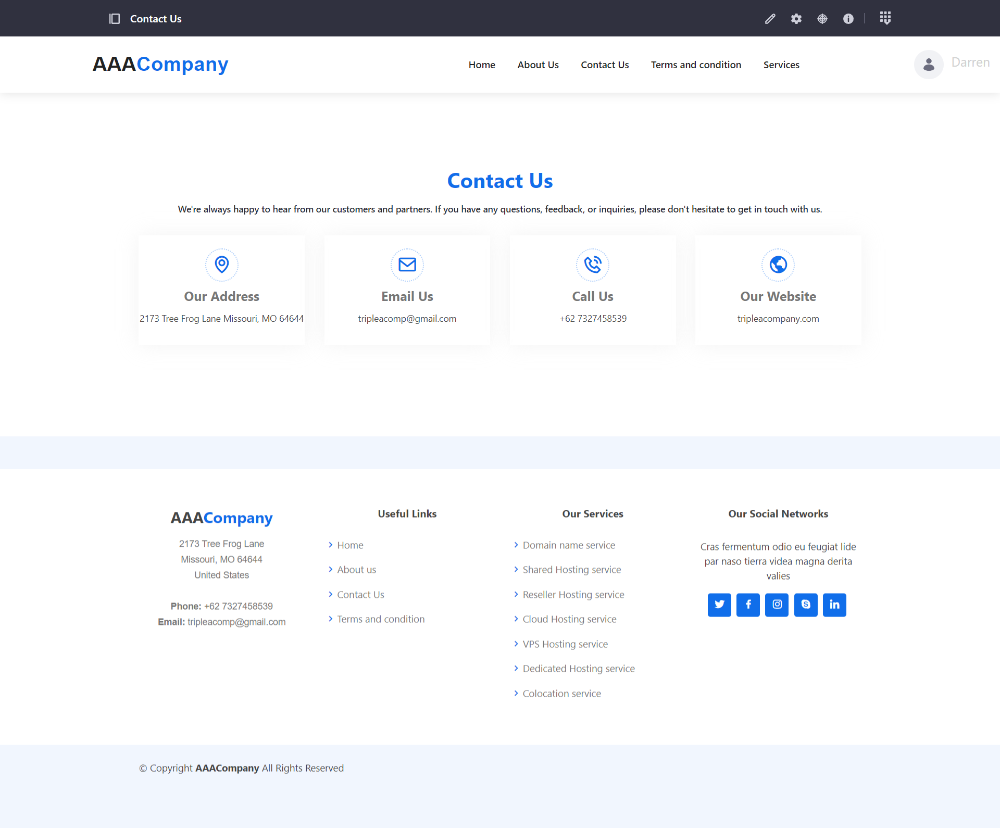 Contact Us
AAACompany
Home
About Us
Contact Us
Terms and condition
Services
Darren
Contact Us
We're always happy to hear from our customers and partners. If you have any questions, feedback, or inquiries, please don't hesitate to get in touch with us.
Our Address
2173 Tree Frog Lane Missouri, MO 64644
Email Us
tripleacomp@gmail.com
Call Us
+62 7327458539
Our Website
tripleacompany.com
AAACompany
2173 Tree Frog Lane
Missouri, MO 64644
United States
Phone: +62 7327458539
Email: tripleacomp@gmail.com
Useful Links
Home
About us
Contact Us
Terms and condition
Our Services
Domain name service
Shared Hosting service
Reseller Hosting service
Cloud Hosting service
VPS Hosting service
Dedicated Hosting service
Colocation service
Our Social Networks
Cras fermentum odio eu feugiat lide
par naso tierra videa magna derita
valies
© Copyright AAACompany All Rights Reserved